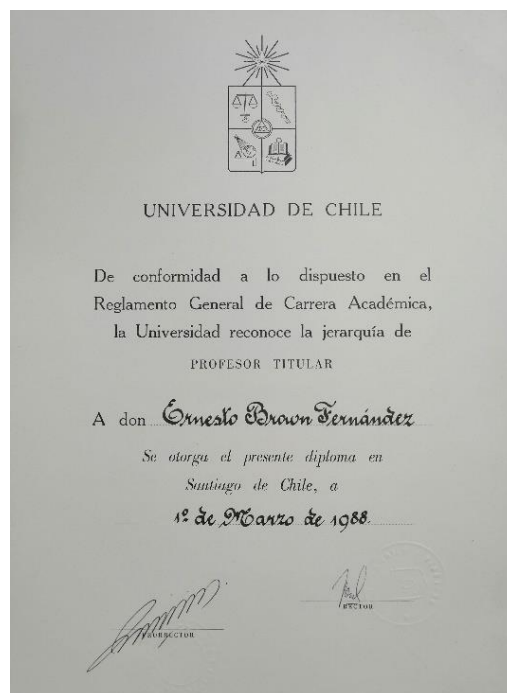 UNIVERSIDAD DE CHILE
De conformidad a lo dispuesto en el
Reglamento General de Carrera Académica,
la Universidad reconoce la jerarquía de
PROFESOR TITULAR
A don Ernesto Brown Fernández
Se otorga el presente diploma en
Santiago de Chile, a
1º de Marzo de 1988.
PRORRECTOR
RECTOR